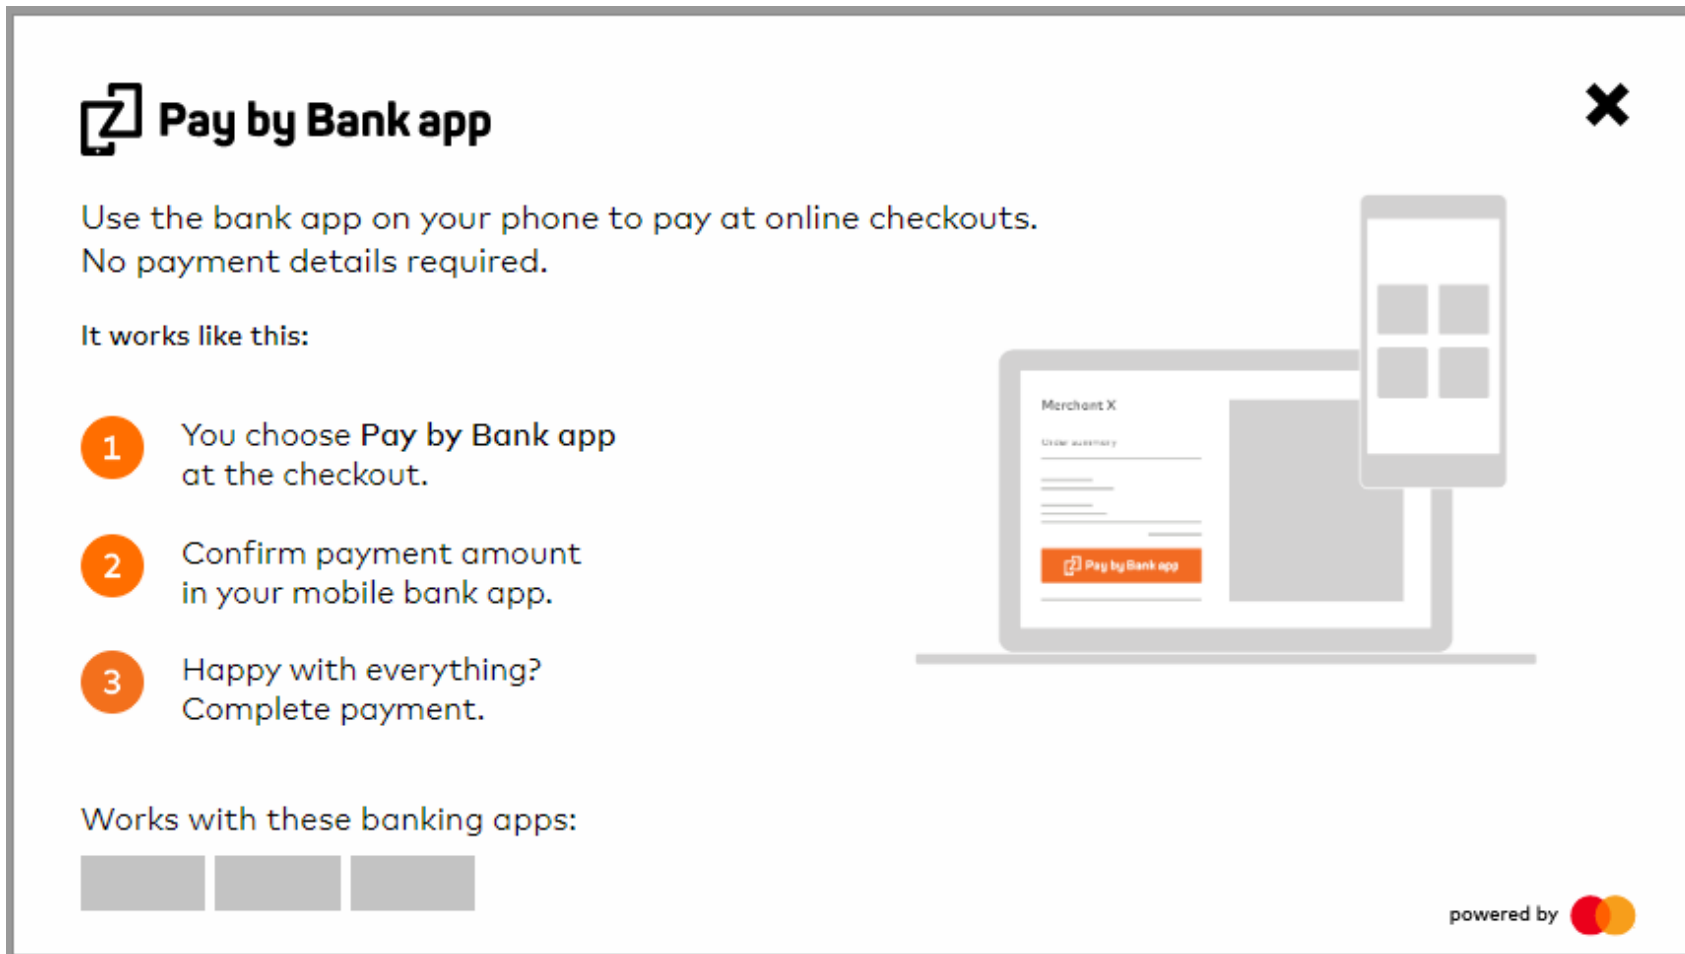 Pay by Bank app
Use the bank app on your phone to pay at online checkouts.
No payment details required.
It works like this:
1
You choose Pay by Bank app
at the checkout.
2
Confirm payment amount
in your mobile bank app.
3
Happy with everything?
Complete payment.
Works with these banking apps:
Merchant X
Order summary
Pay by Bank app
powered by